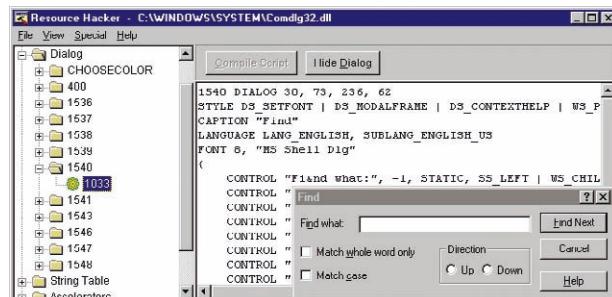 Resource Hacker - C:\WINDOWS\SYSTEM\Comdlg32.dll
File View Special Help
Dialog
CHOOSECOLOR
400
1536
1537
1538
1539
1540
1033
1541
1543
1546
1547
1548
String Table
Accelerators
Compile Script
Hide Dialog
1540 DIALOG 30, 73, 236, 62
STYLE DS_SETFONT | DS_MODALFRAME | DS_CONTEXTHELP | WS_P
CAPTION "Find"
LANGUAGE LANG_ENGLISH, SUBLANG_ENGLISH_US
FONT 8, "MS Shell Dlg"
{
CONTROL "Fi&nd What:", -1, STATIC, SS_LEFT | WS_CHIL
CONTROL "
CONTROL "
CONTROL "
CONTROL "
CONTROL "
CONTROL "
CONTROL "
Find
Find what:
Find Next
Match whole word only
Direction
Cancel
Match case
Up Down
Help